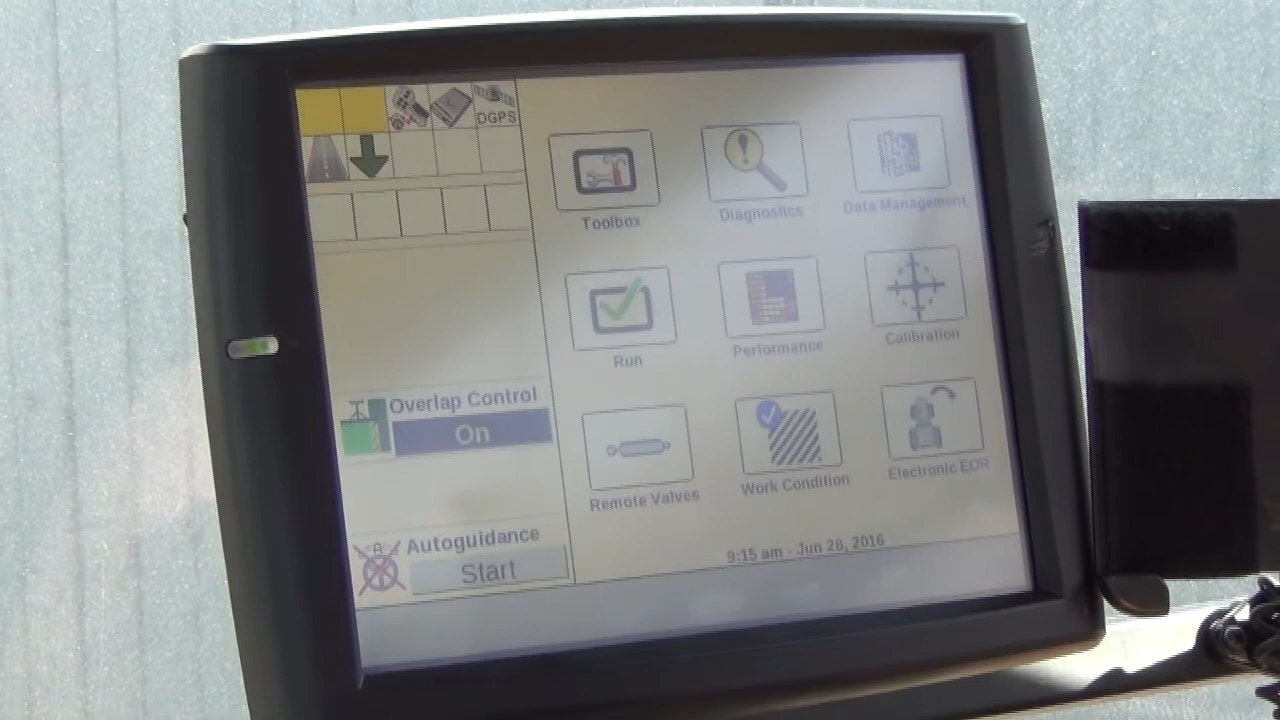 DGPS
Toolbox
Diagnostics
Data Management
Run
Performance
Calibration
Overlap Control
On
Remote Valves
Work Condition
Electronic EOR
Autoguidance
Start
9:15 am - Jun 28, 2016